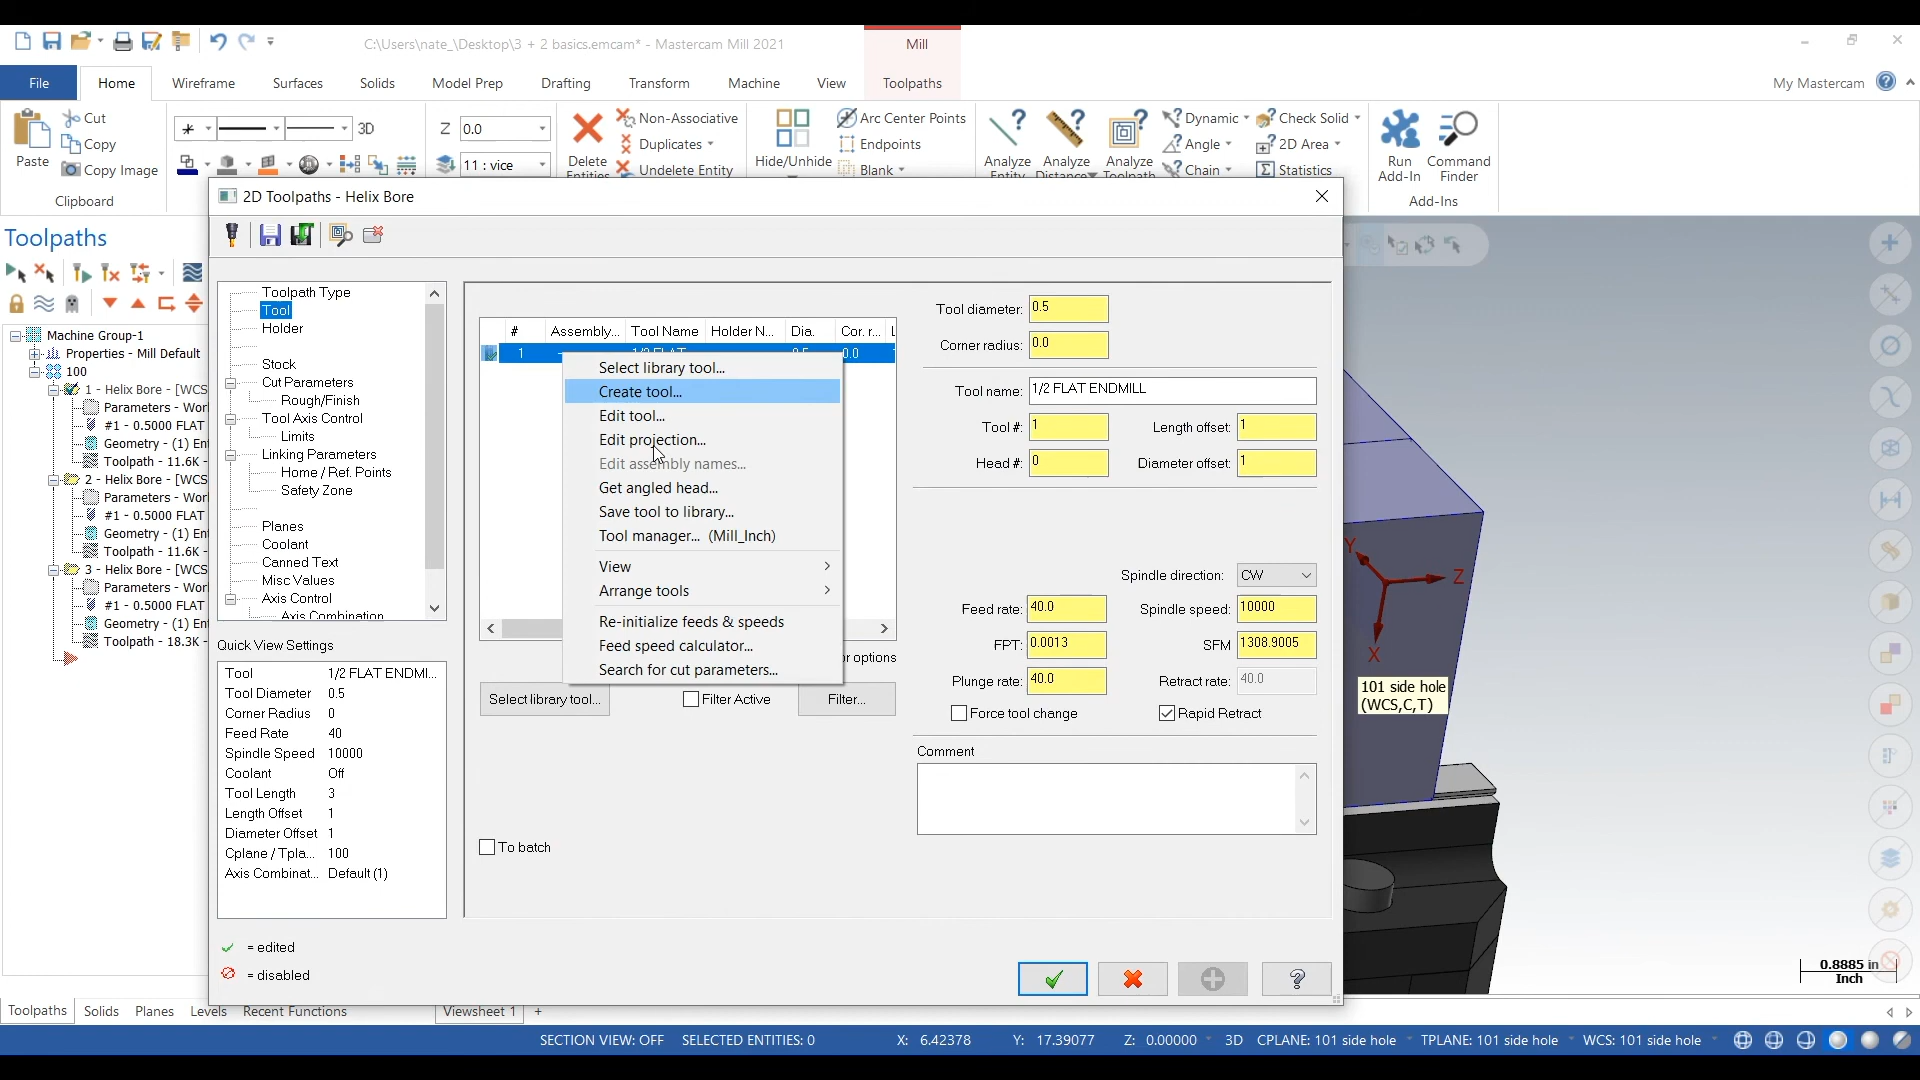 C:\Users\nate_\Desktop\3 + 2 basics.emcam* - Mastercam Mill 2021
Mill
File
Home
Wireframe
Surfaces
Solids
Model Prep
Drafting
Transform
Machine
View
Toolpaths
My Mastercam
Paste
Cut
Copy
Copy Image
Clipboard
3D
Z 0.0
11 : vice
Delete
Entities
Non-Associative
Duplicates
Undelete Entity
Hide/Unhide
Arc Center Points
Endpoints
Blank
Analyze
Entity
Analyze
Distance
Analyze
Toolpath
Dynamic
Angle
Chain
Check Solid
2D Area
Statistics
Run
Add-In
Command
Finder
Add-Ins
Toolpaths
Machine Group-1
Properties - Mill Default
100
1 - Helix Bore - [WCS
Parameters - Wor
#1 - 0.5000 FLAT
Geometry - (1) En
Toolpath - 11.6K -
2 - Helix Bore - [WCS
Parameters - Wor
#1 - 0.5000 FLAT
Geometry - (1) En
Toolpath - 11.6K -
3 - Helix Bore - [WCS
Parameters - Wor
#1 - 0.5000 FLAT
Geometry - (1) En
Toolpath - 18.3K -
2D Toolpaths - Helix Bore
Toolpath Type
Tool
Holder
Stock
Cut Parameters
Rough/Finish
Tool Axis Control
Limits
Linking Parameters
Home / Ref. Points
Safety Zone
Planes
Coolant
Canned Text
Misc Values
Axis Control
Axis Combination
Quick View Settings
Tool 1/2 FLAT ENDMI...
Tool Diameter 0.5
Corner Radius 0
Feed Rate 40
Spindle Speed 10000
Coolant Off
Tool Length 3
Length Offset 1
Diameter Offset 1
Cplane / Tpla... 100
Axis Combinat... Default (1)
= edited
= disabled
# Assembly... Tool Name Holder N... Dia. Cor. r... L
1 0.5 0.0
Select library tool...
Create tool...
Edit tool...
Edit projection...
Edit assembly names...
Get angled head...
Save tool to library...
Tool manager... (Mill_Inch)
View
Arrange tools
Re-initialize feeds & speeds
Feed speed calculator...
Search for cut parameters...
or options
Select library tool...
Filter Active
Filter...
To batch
Tool diameter: 0.5
Corner radius: 0.0
Tool name: 1/2 FLAT ENDMILL
Tool #: 1
Length offset: 1
Head #: 0
Diameter offset: 1
Spindle direction: CW
Feed rate: 40.0
Spindle speed: 10000
FPT: 0.0013
SFM 1308.9005
Plunge rate: 40.0
Retract rate: 40.0
Force tool change
Rapid Retract
Comment
Y
Z
X
101 side hole
(WCS,C,T)
0.8885 in
Inch
Toolpaths
Solids
Planes
Levels
Recent Functions
Viewsheet 1
+
SECTION VIEW: OFF SELECTED ENTITIES: 0 X: 6.42378 Y: 17.39077 Z: 0.00000 3D CPLANE: 101 side hole TPLANE: 101 side hole WCS: 101 side hole